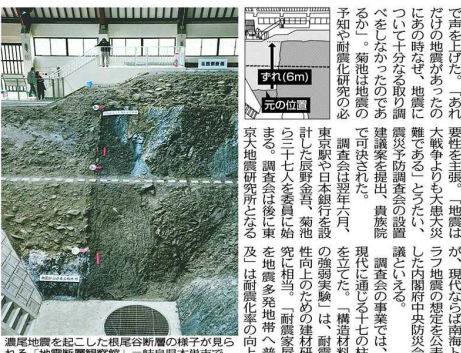 で声を上げた。「あれ
だけの地震があったの
にあの時なぜ、地震に
ついて十分なる取り調
べをしなかったのであ
るか」。菊池は地震の
予知や耐震化研究の必
要性を主張。「地震は
大戦争よりも大患大災
難である」とうたい、
震災予防調査会の設置
建議案を提出、貴族院
で可決された。
調査会は翌年六月、
東京駅や日本銀行を設
計した辰野金吾、菊池
ら三十七人を委員に始
まる。調査会は後に東
京大地震研究所となる
が、現代ならば南海ト
ラフ地震の想定を公表
した内閣府中央防災会
議といえる。
調査会の事業では、
現代に通じる十七の柱
を立てた。「構造材料
の強弱実験」は、耐震
性向上のための建材研
究に相当。「耐震家屋
を地震多発地帯へ普
及」は耐震化率の向上
ずれ(6m)
元の位置
濃尾地震を起こした根尾谷断層の様子が見ら
れる「地震断層観察館」=岐阜県本巣市で